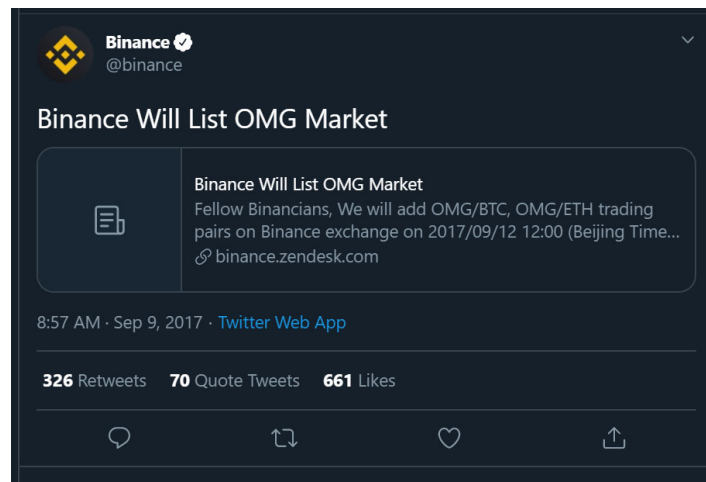 Binance
@binance
Binance Will List OMG Market
Binance Will List OMG Market
Fellow Binancians, We will add OMG/BTC, OMG/ETH trading
pairs on Binance exchange on 2017/09/12 12:00 (Beijing Time...
binance.zendesk.com
8:57 AM · Sep 9, 2017 · Twitter Web App
326 Retweets 70 Quote Tweets 661 Likes